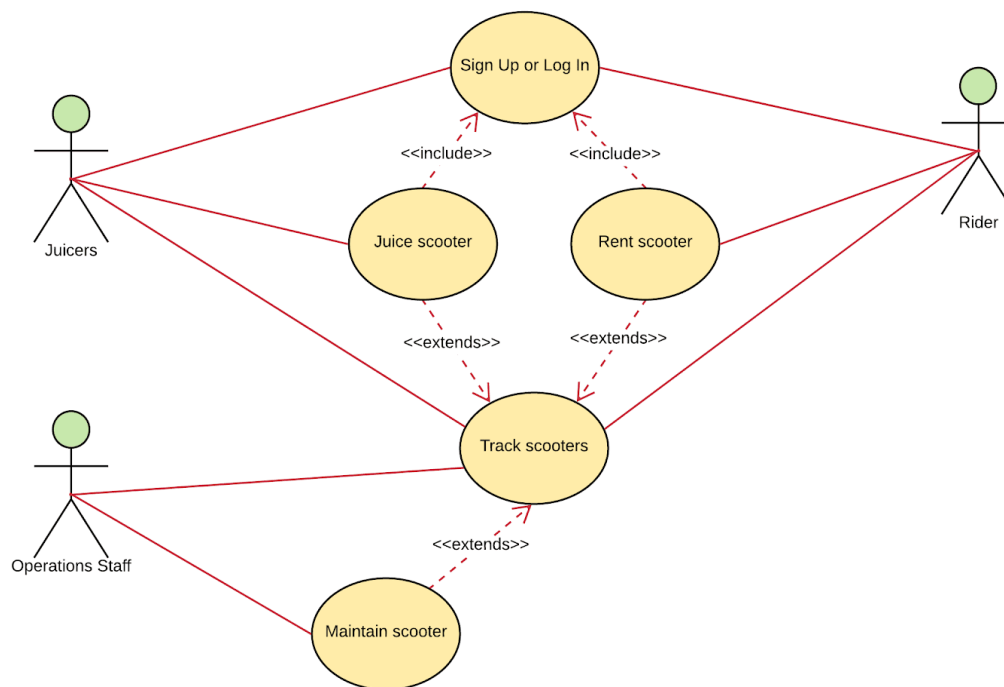 Sign Up or Log In
<<include>>
<<include>>
Juicers
Juice scooter
Rent scooter
Rider
<<extends>>
<<extends>>
Track scooters
<<extends>>
Operations Staff
Maintain scooter